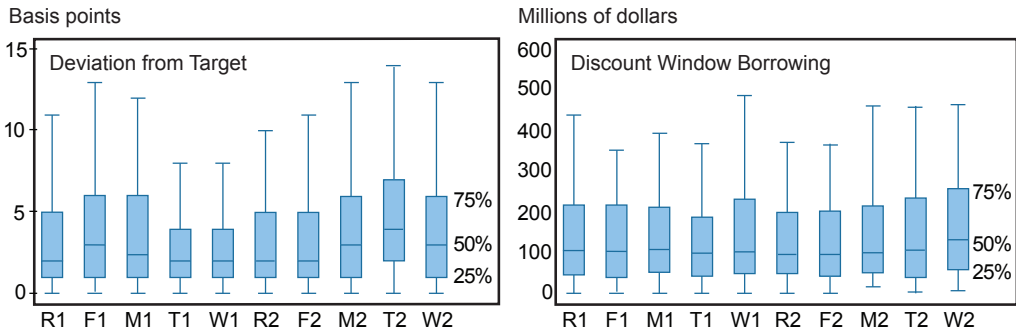 Basis points
15
Deviation from Target
10
5
75%
50%
25%
0
R1 F1 M1 T1 W1 R2 F2 M2 T2 W2
Millions of dollars
600
Discount Window Borrowing
500
400
300
75%
200
50%
100
25%
0
R1 F1 M1 T1 W1 R2 F2 M2 T2 W2